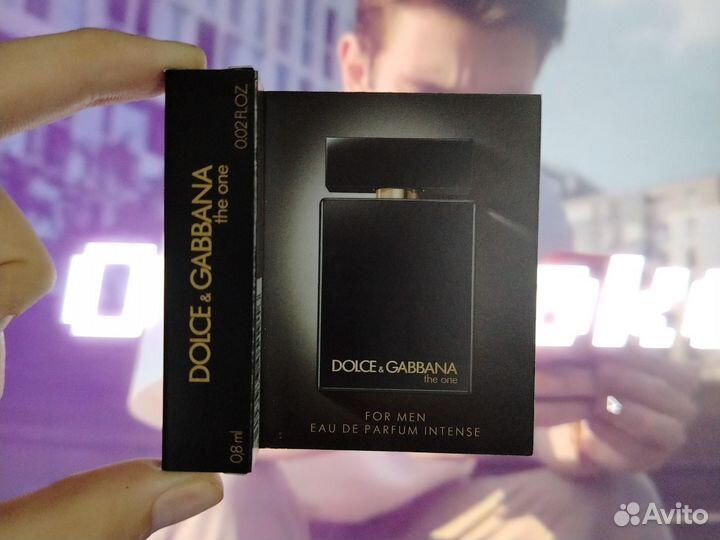 DOLCE & GABBANA
the one
0.02 FL.OZ
0,8 ml
DOLCE & GABBANA
the one
FOR MEN
EAU DE PARFUM INTENSE
Avito